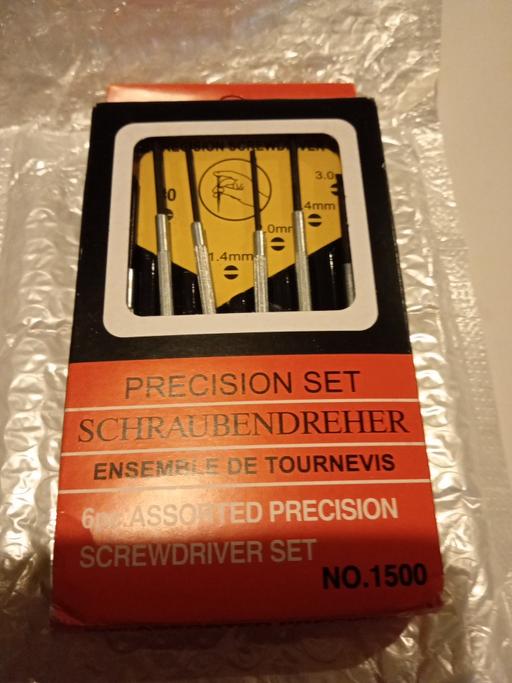 PRECISION SCREWDRIVER
3.0
.4mm
.0mm
1.4mm
PRECISION SET
SCHRAUBENDREHER
ENSEMBLE DE TOURNEVIS
6pc.ASSORTED PRECISION
SCREWDRIVER SET
NO.1500